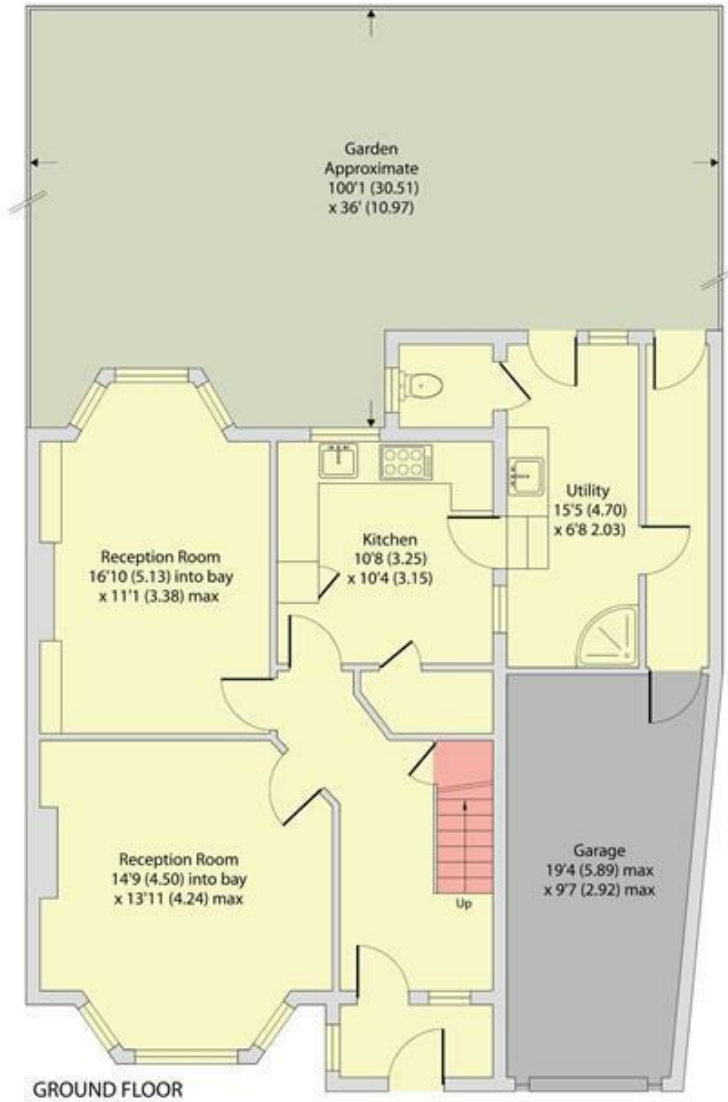 Garden
Approximate
100'1 (30.51)
x 36' (10.97)
Utility
15'5 (4.70)
x 6'8 2.03)
Kitchen
10'8 (3.25)
x 10'4 (3.15)
Reception Room
16'10 (5.13) into bay
x 11'1 (3.38) max
Reception Room
14'9 (4.50) into bay
x 13'11 (4.24) max
Garage
19'4 (5.89) max
x 9'7 (2.92) max
Up
GROUND FLOOR